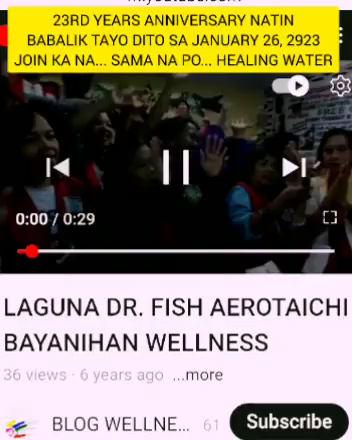 23RD YEARS ANNIVERSARY NATIN
BABALIK TAYO DITO SA JANUARY 26, 2923
JOIN KA NA... SAMA NA PO... HEALING WATER
0:00 / 0:29
LAGUNA DR. FISH AEROTAICHI
BAYANIHAN WELLNESS
36 views · 6 years ago ...more
BLOG WELLNE... 61 Subscribe